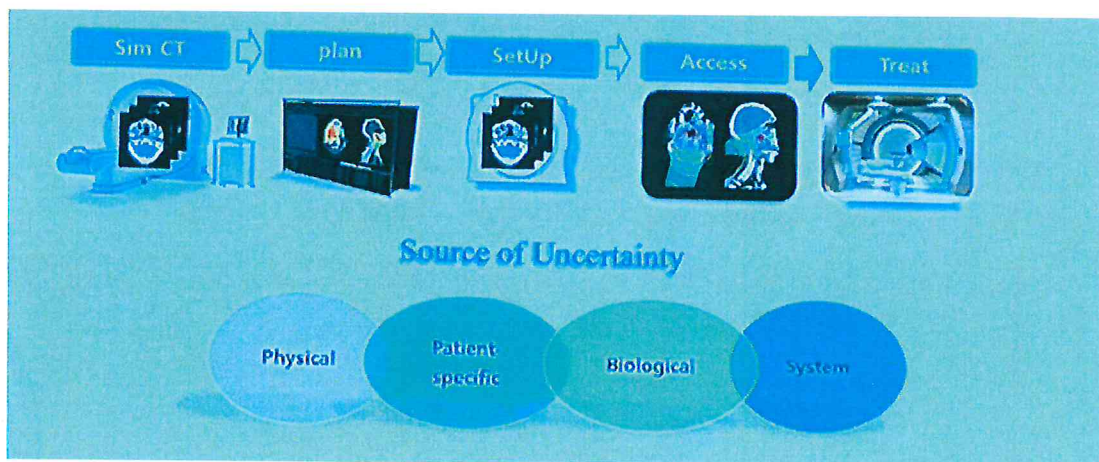 Sim CT
plan
SetUp
Access
Treat
Source of Uncertainty
Physical
Patient
specific
Biological
System